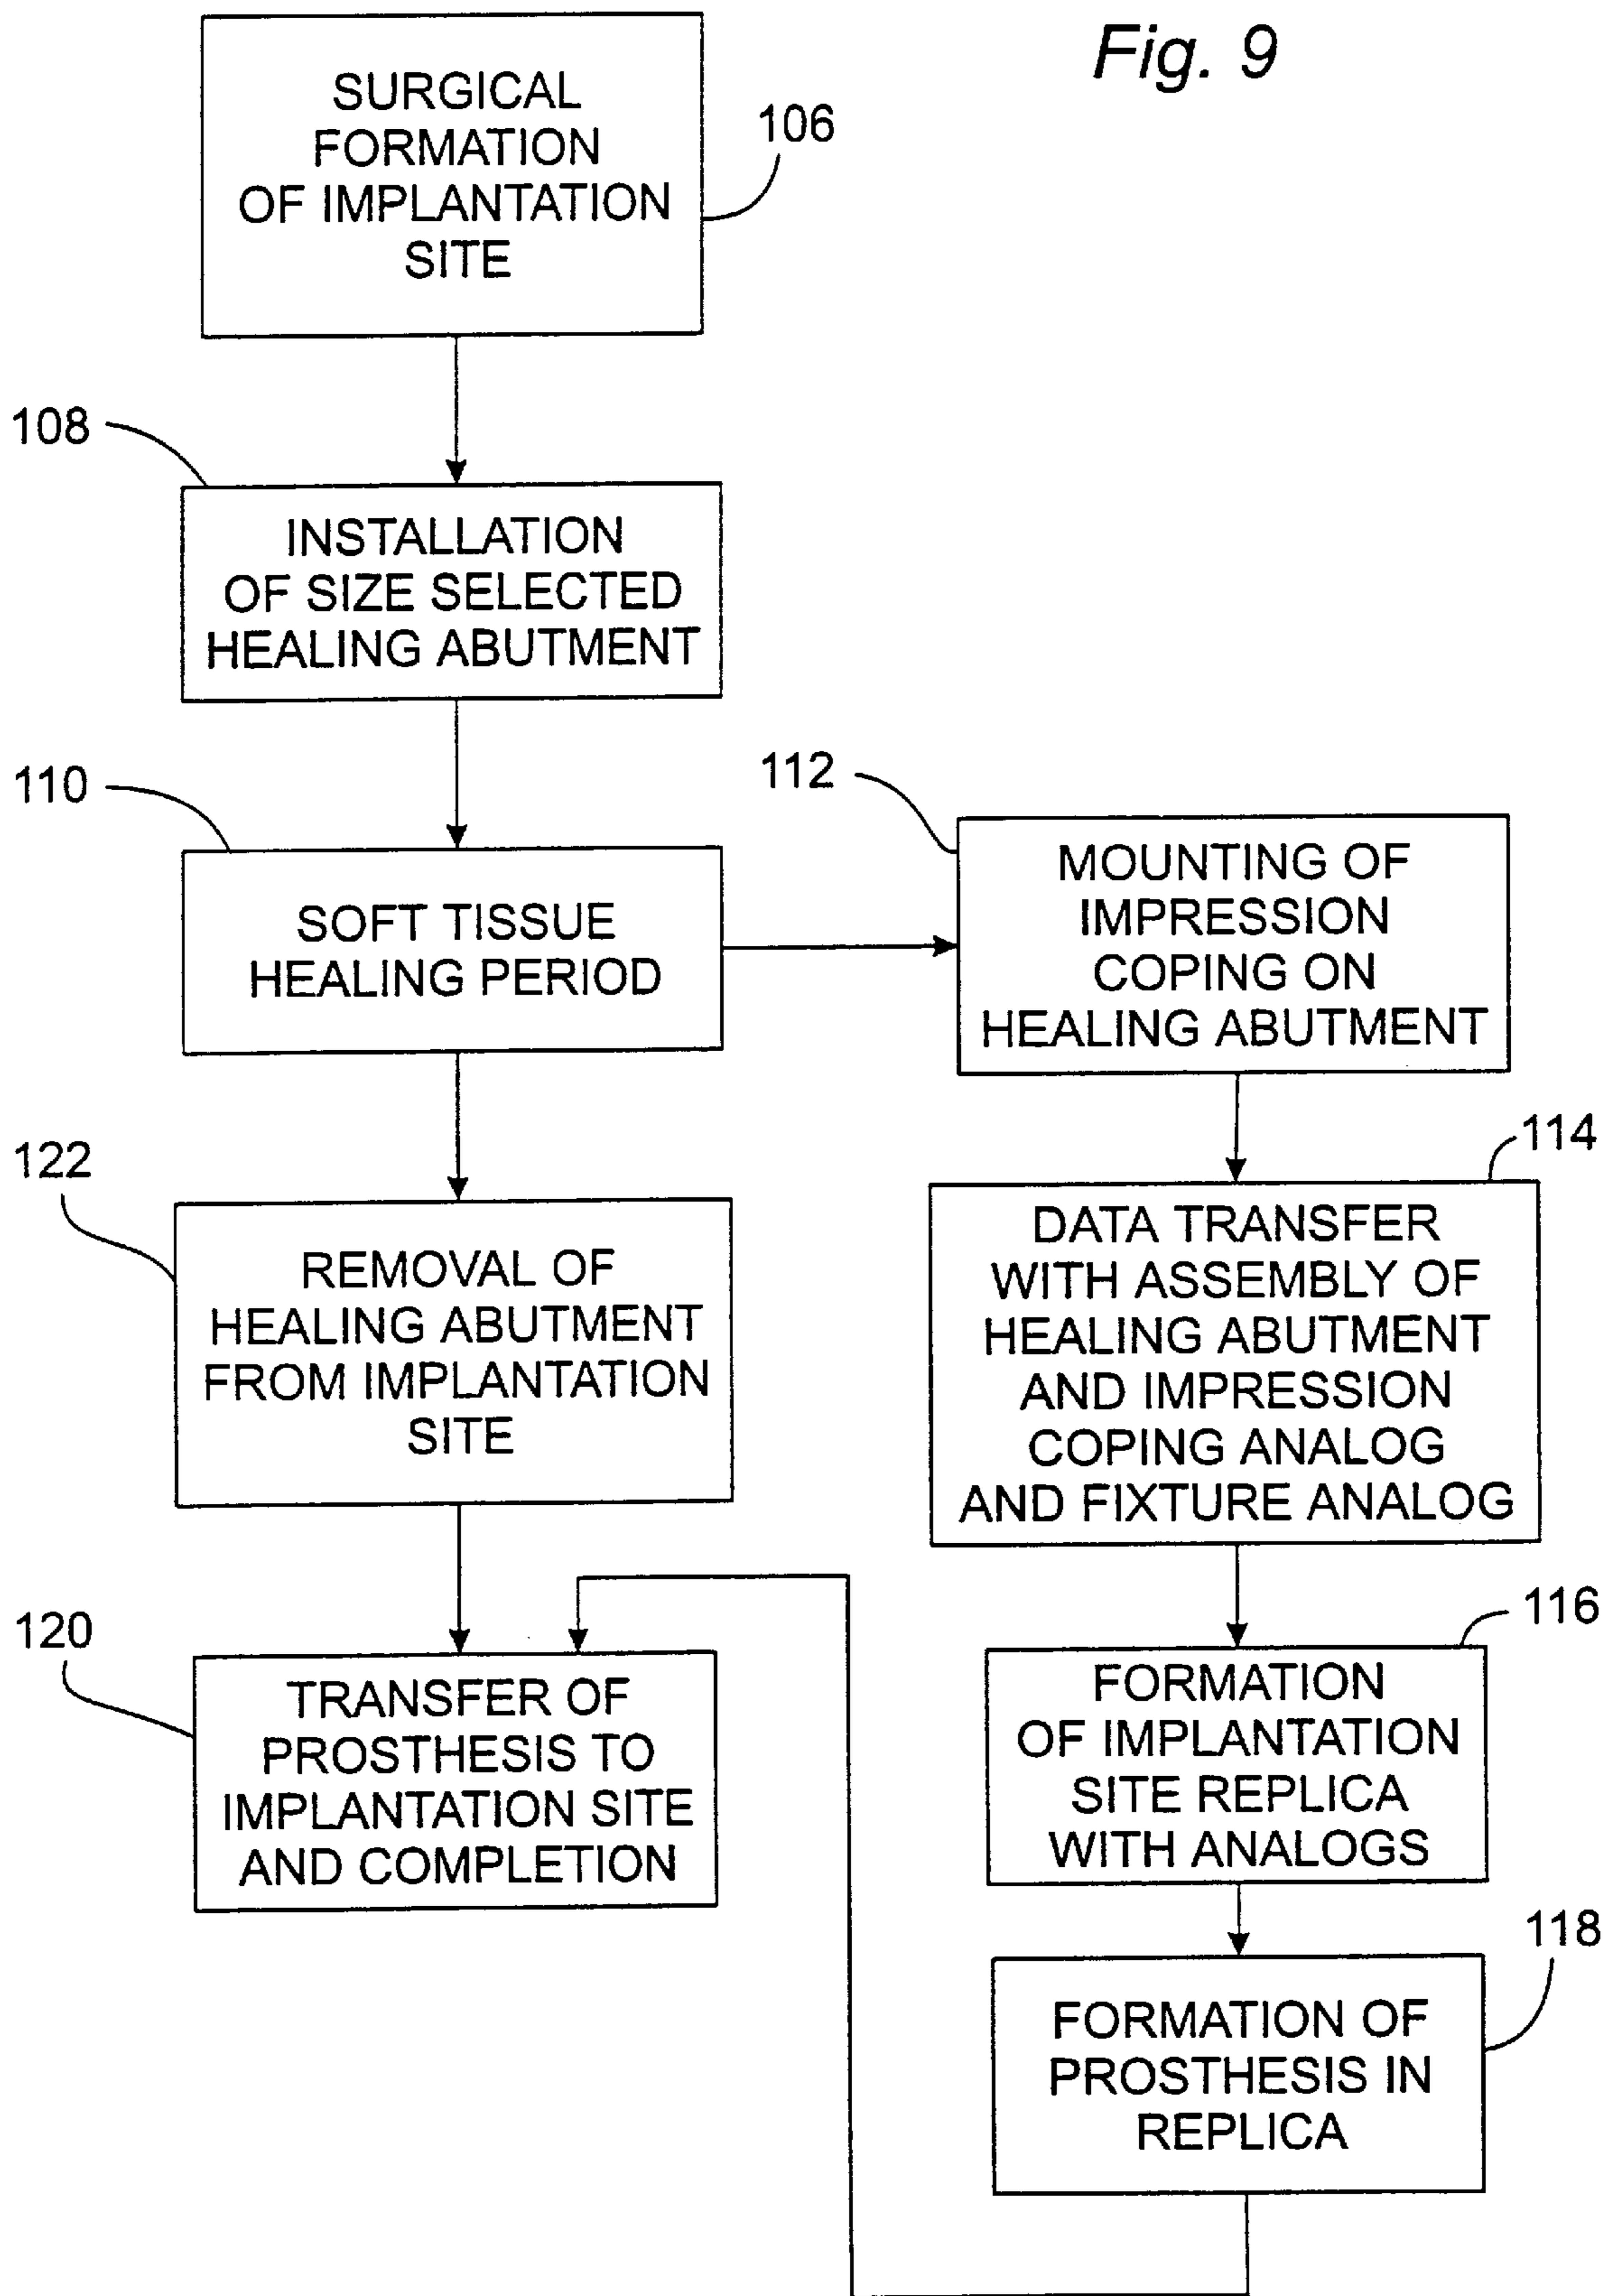 Fig. 9
SURGICAL
FORMATION
OF IMPLANTATION
SITE
106
108
INSTALLATION
OF SIZE SELECTED
HEALING ABUTMENT
110
SOFT TISSUE
HEALING PERIOD
112
MOUNTING OF
IMPRESSION
COPING ON
HEALING ABUTMENT
114
DATA TRANSFER
WITH ASSEMBLY OF
HEALING ABUTMENT
AND IMPRESSION
COPING ANALOG
AND FIXTURE ANALOG
122
REMOVAL OF
HEALING ABUTMENT
FROM IMPLANTATION
SITE
116
FORMATION
OF IMPLANTATION
SITE REPLICA
WITH ANALOGS
120
TRANSFER OF
PROSTHESIS TO
IMPLANTATION SITE
AND COMPLETION
118
FORMATION OF
PROSTHESIS IN
REPLICA